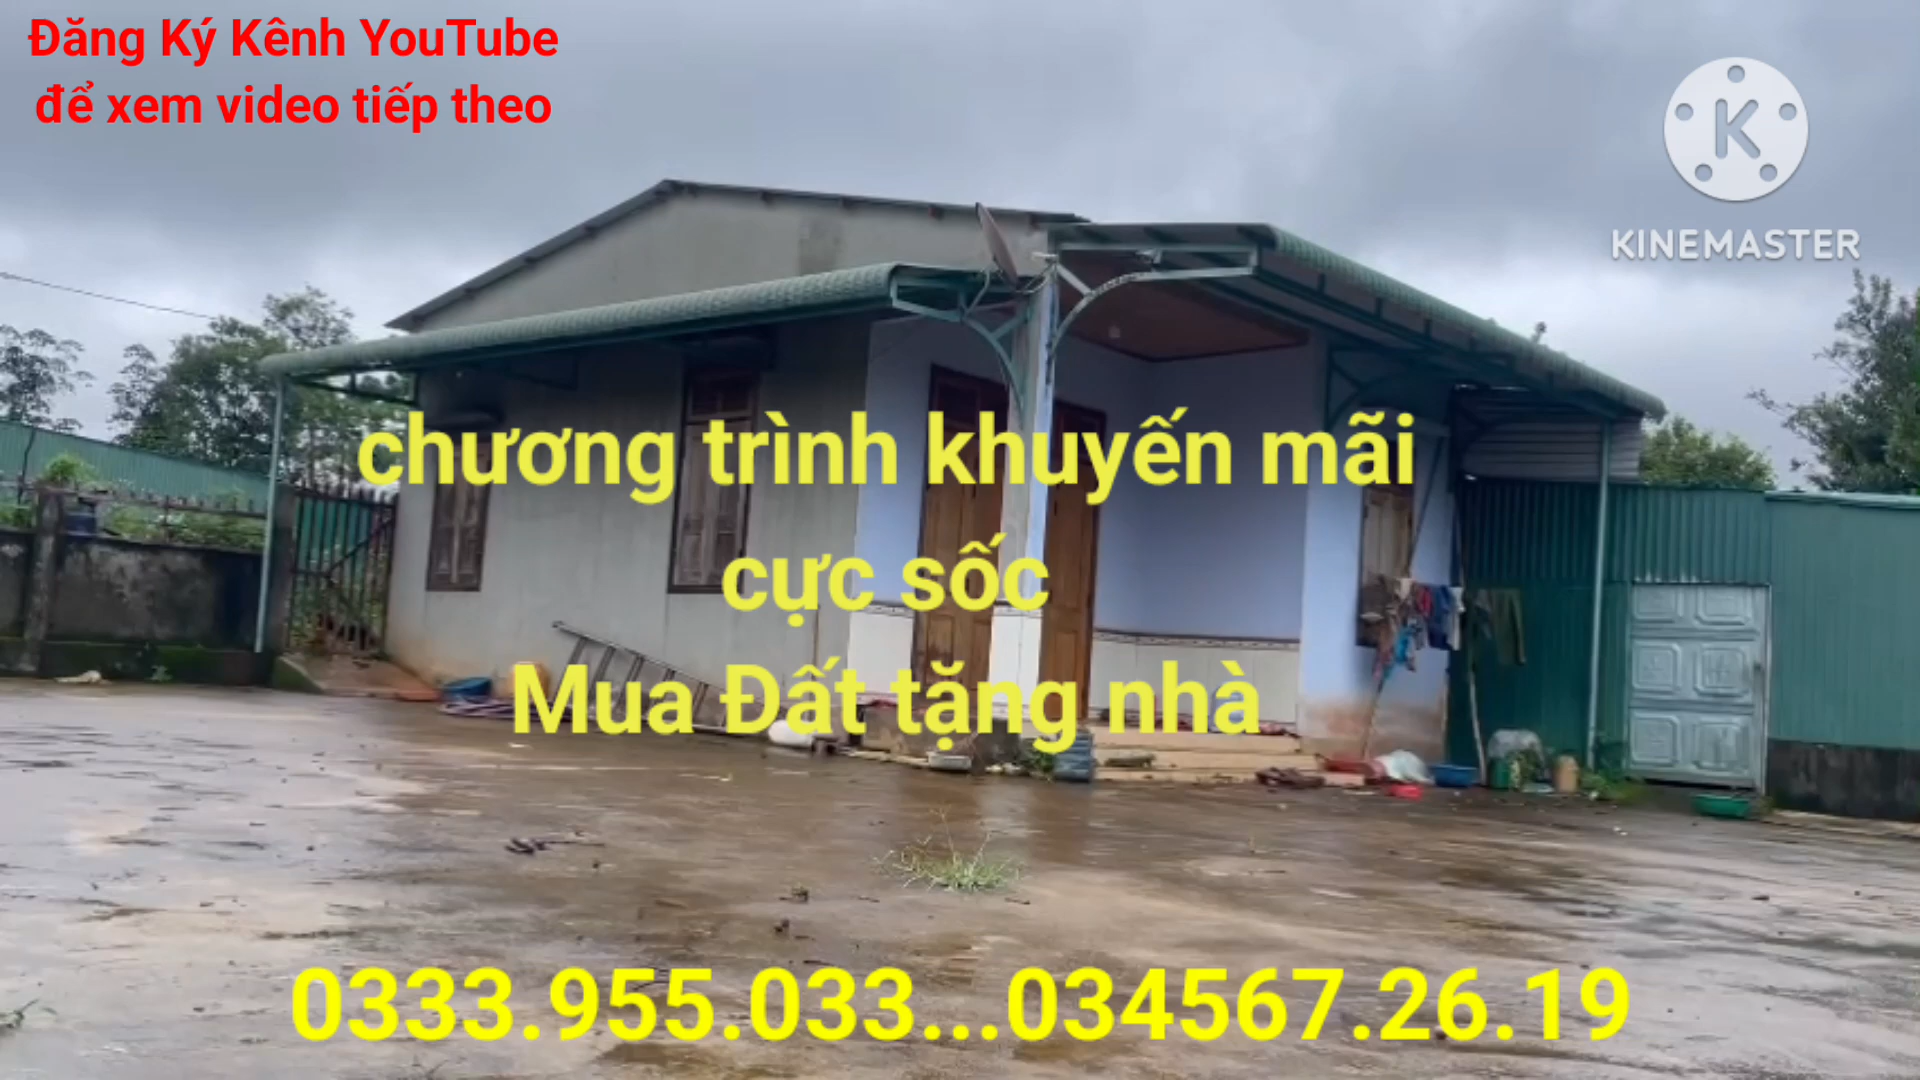 Đăng Ký Kênh YouTube
để xem video tiếp theo
K
KINEMASTER
chương trình khuyến mãi
cực sốc
Mua Đất tặng nhà
0333.955.033...034567.26.19